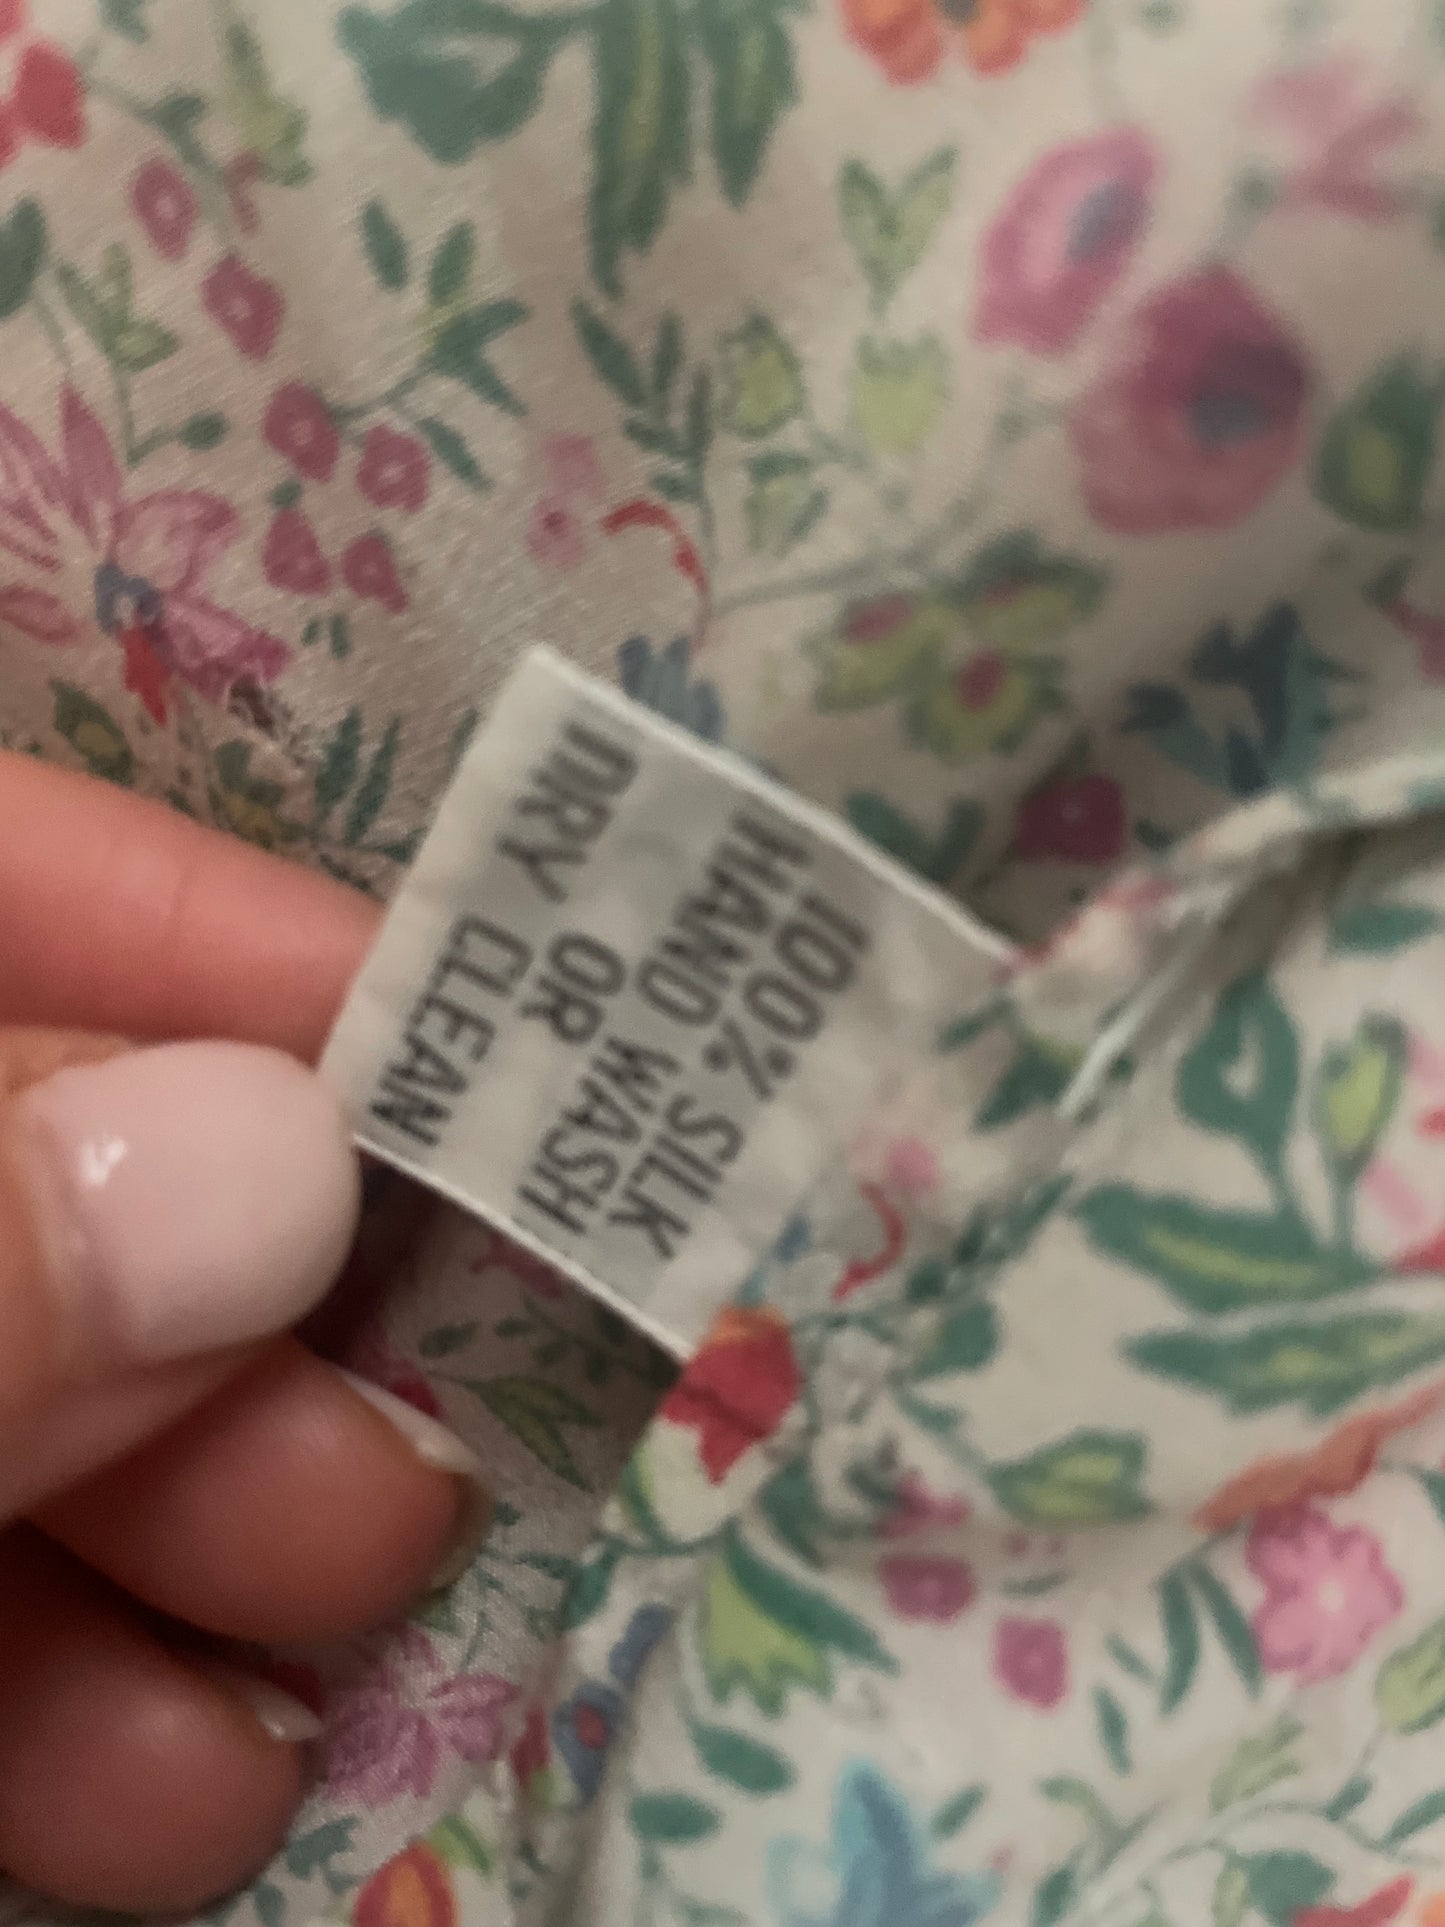 100% SILK
HAND WASH
OR
DRY CLEAN